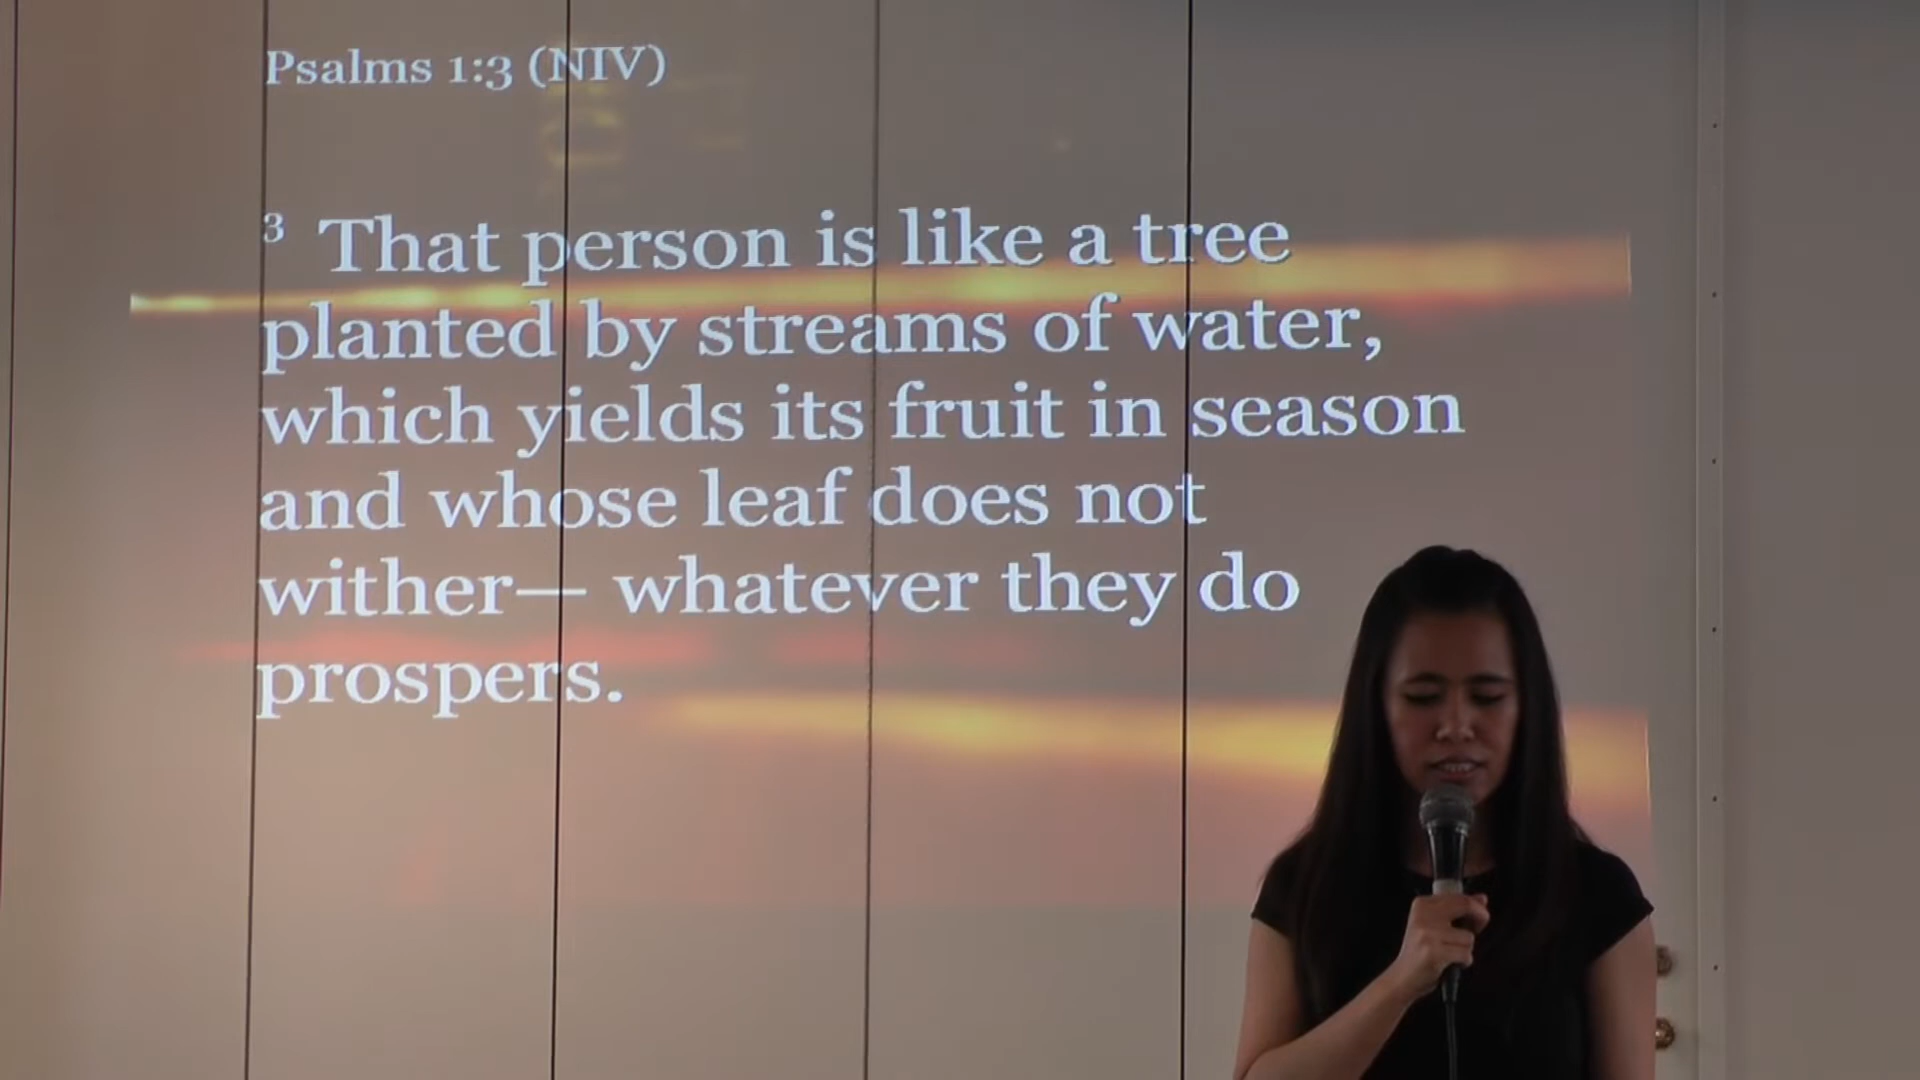 Psalms 1:3 (NIV)
3 That person is like a tree
planted by streams of water,
which yields its fruit in season
and whose leaf does not
wither— whatever they do
prospers.